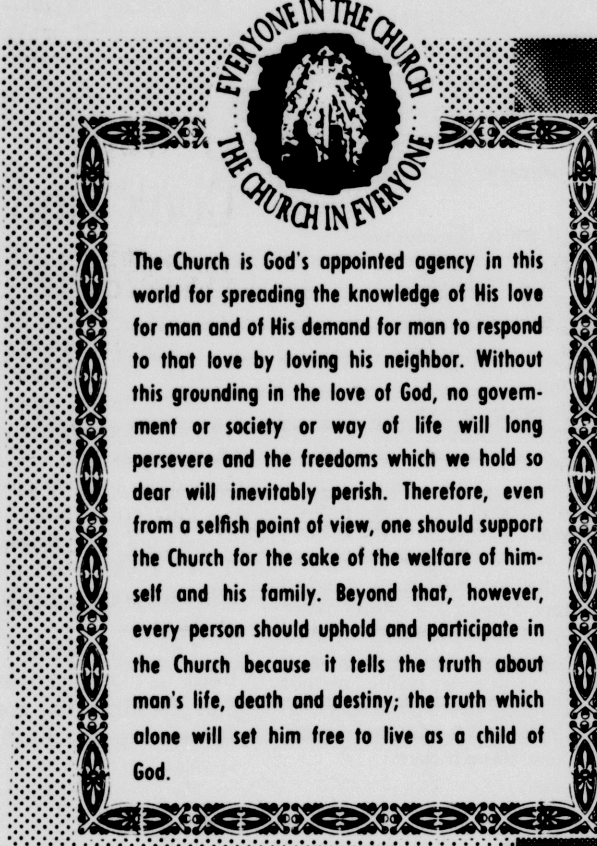 EVERYONE IN THE CHURCH
THE CHURCH IN EVERYONE
The Church is God's appointed agency in this
world for spreading the knowledge of His love
for man and of His demand for man to respond
to that love by loving his neighbor. Without
this grounding in the love of God, no govern-
ment or society or way of life will long
persevere and the freedoms which we hold so
dear will inevitably perish. Therefore, even
from a selfish point of view, one should support
the Church for the sake of the welfare of him-
self and his family. Beyond that, however,
every person should uphold and participate in
the Church because it tells the truth about
man's life, death and destiny; the truth which
alone will set him free to live as a child of
God.